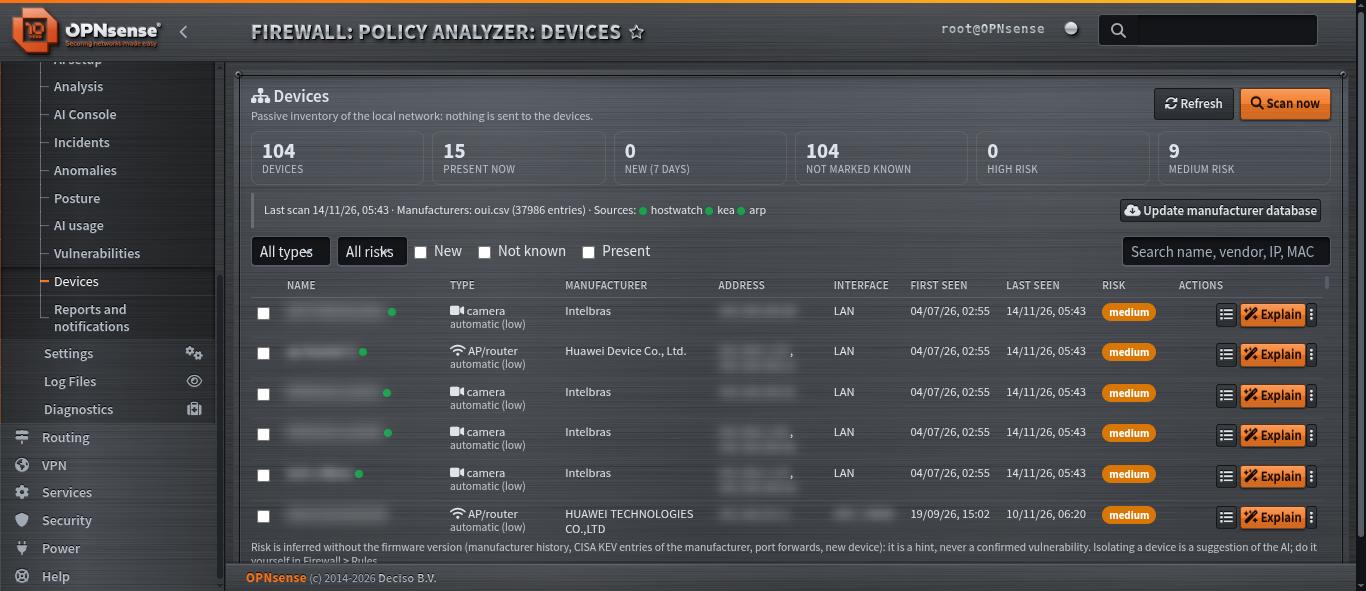 OPNsense
Securing networks made easy
FIREWALL: POLICY ANALYZER: DEVICES
root@OPNsense
AI Setup
Analysis
AI Console
Incidents
Anomalies
Posture
AI usage
Vulnerabilities
Devices
Reports and
notifications
Settings
Log Files
Diagnostics
Routing
VPN
Services
Security
Power
Help
Devices
Passive inventory of the local network: nothing is sent to the devices.
Refresh
Scan now
104
DEVICES
15
PRESENT NOW
0
NEW (7 DAYS)
104
NOT MARKED KNOWN
0
HIGH RISK
9
MEDIUM RISK
Last scan 14/11/26, 05:43 · Manufacturers: oui.csv (37986 entries) · Sources: hostwatch kea arp
Update manufacturer database
All types All risks New Not known Present
Search name, vendor, IP, MAC
NAME TYPE MANUFACTURER ADDRESS INTERFACE FIRST SEEN LAST SEEN RISK ACTIONS
camera Intelbras LAN 04/07/26, 02:55 14/11/26, 05:43 medium Explain
automatic (low)
AP/router Huawei Device Co., Ltd. , LAN 04/07/26, 02:55 14/11/26, 05:43 medium Explain
automatic (low)
camera Intelbras LAN 04/07/26, 02:55 14/11/26, 05:43 medium Explain
automatic (low)
camera Intelbras , LAN 04/07/26, 02:55 14/11/26, 05:43 medium Explain
automatic (low)
camera Intelbras , LAN 04/07/26, 02:55 14/11/26, 05:43 medium Explain
automatic (low)
AP/router HUAWEI TECHNOLOGIES 19/09/26, 15:02 10/11/26, 06:20 medium Explain
automatic (low) CO.,LTD
Risk is inferred without the firmware version (manufacturer history, CISA KEV entries of the manufacturer, port forwards, new device): it is a hint, never a confirmed vulnerability. Isolating a device is a suggestion of the AI; do it
yourself in Firewall > Rules.
OPNsense (c) 2014-2026 Deciso B.V.